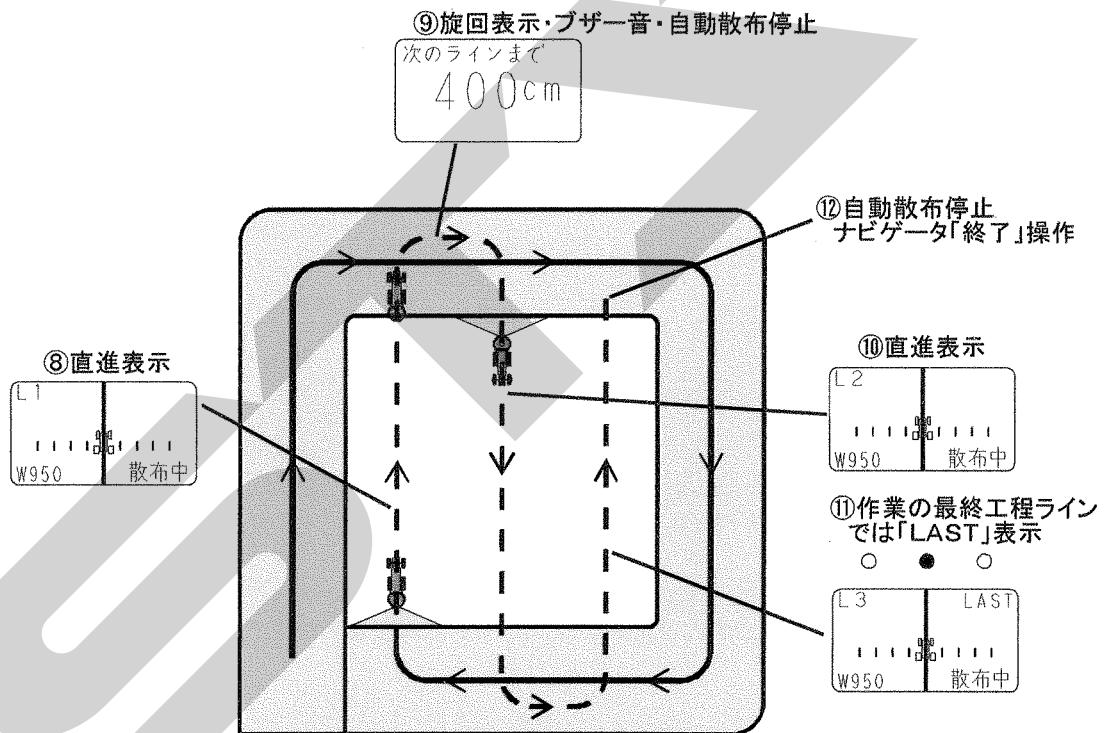 ⑨旋回表示・ブザー音・自動散布停止
次のラインまで
400cm
⑫自動散布停止
ナビゲータ「終了」操作
⑧直進表示
L1
W950 散布中
⑩直進表示
L2
W950 散布中
⑪作業の最終工程ライン
では「LAST」表示
L3 LAST
W950 散布中